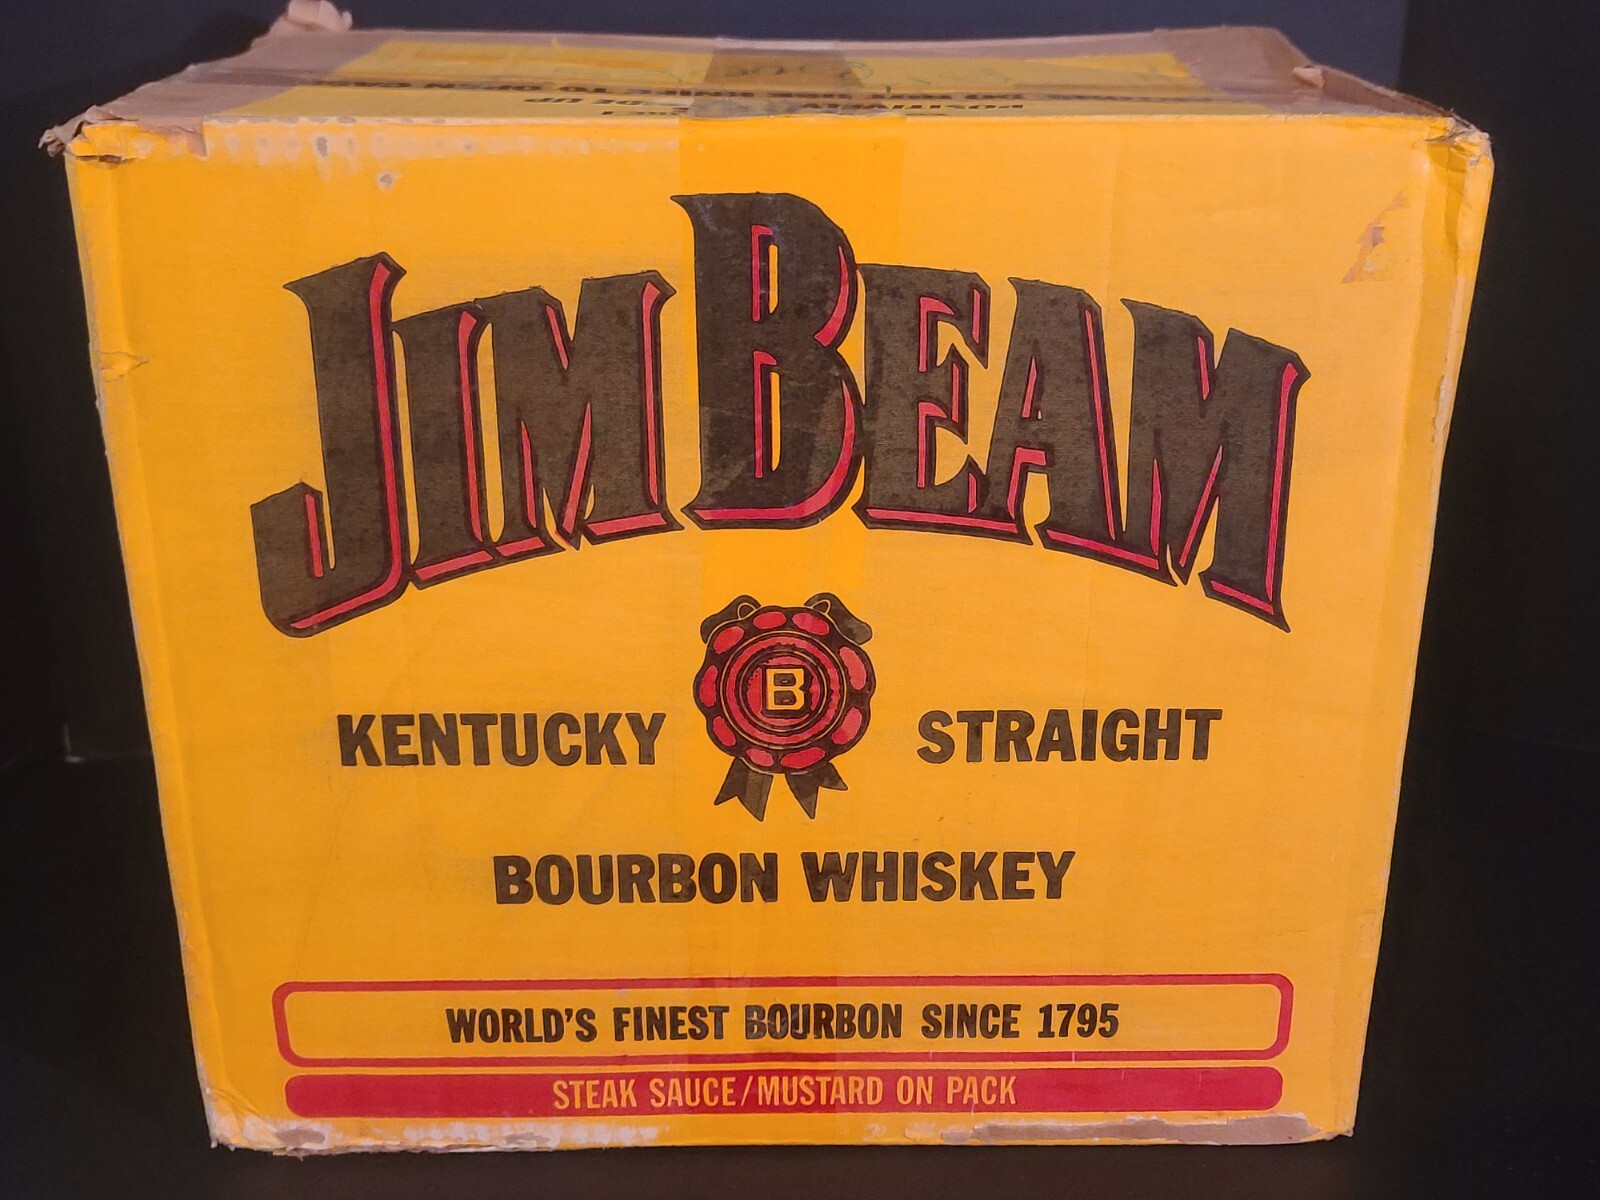 JIM BEAM
B
KENTUCKY STRAIGHT
BOURBON WHISKEY
WORLD'S FINEST BOURBON SINCE 1795
STEAK SAUCE/MUSTARD ON PACK